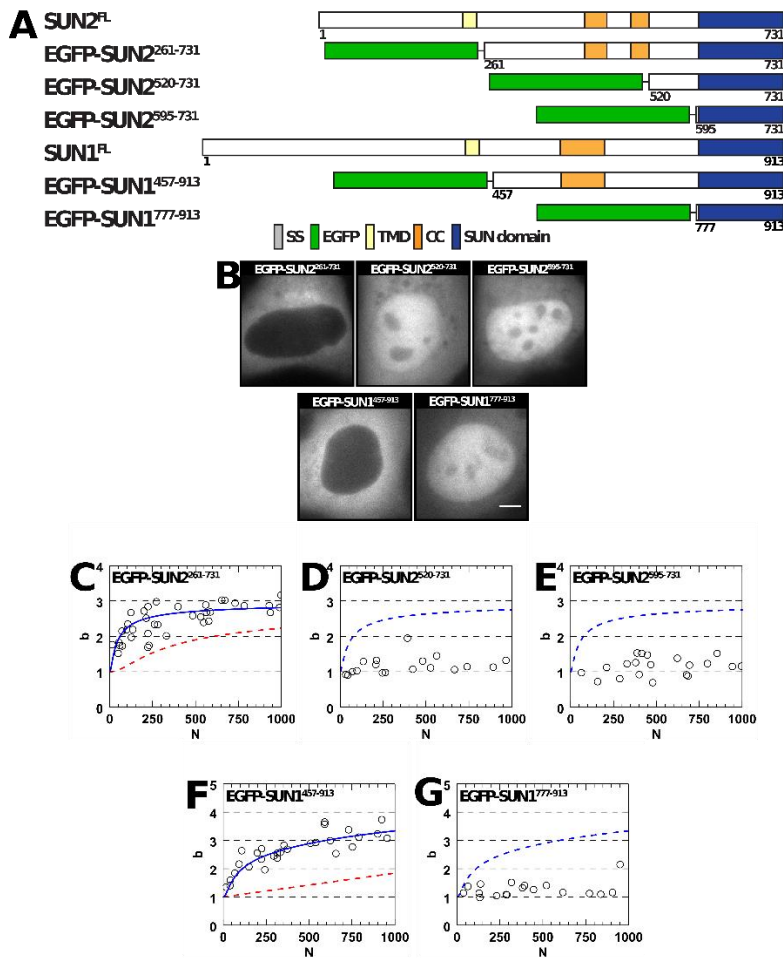 A
SUN2FL
1
731
EGFP-SUN2261-731
261
731
EGFP-SUN2520-731
520
731
EGFP-SUN2595-731
595
731
SUN1FL
1
913
EGFP-SUN1457-913
457
913
EGFP-SUN1777-913
777
913
SS EGFP TMD CC SUN domain
B
EGFP-SUN2261-731 EGFP-SUN2520-731 EGFP-SUN2595-731
EGFP-SUN1457-913 EGFP-SUN1777-913
C EGFP-SUN2261-731
b
4
3
2
1
0
0 250 500 750 1000
N
D EGFP-SUN2520-731
b
4
3
2
1
0
0 250 500 750 1000
N
E EGFP-SUN2595-731
b
4
3
2
1
0
0 250 500 750 1000
N
F EGFP-SUN1457-913
b
5
4
3
2
1
0
0 250 500 750 1000
N
G EGFP-SUN1777-913
b
5
4
3
2
1
0
0 250 500 750 1000
N